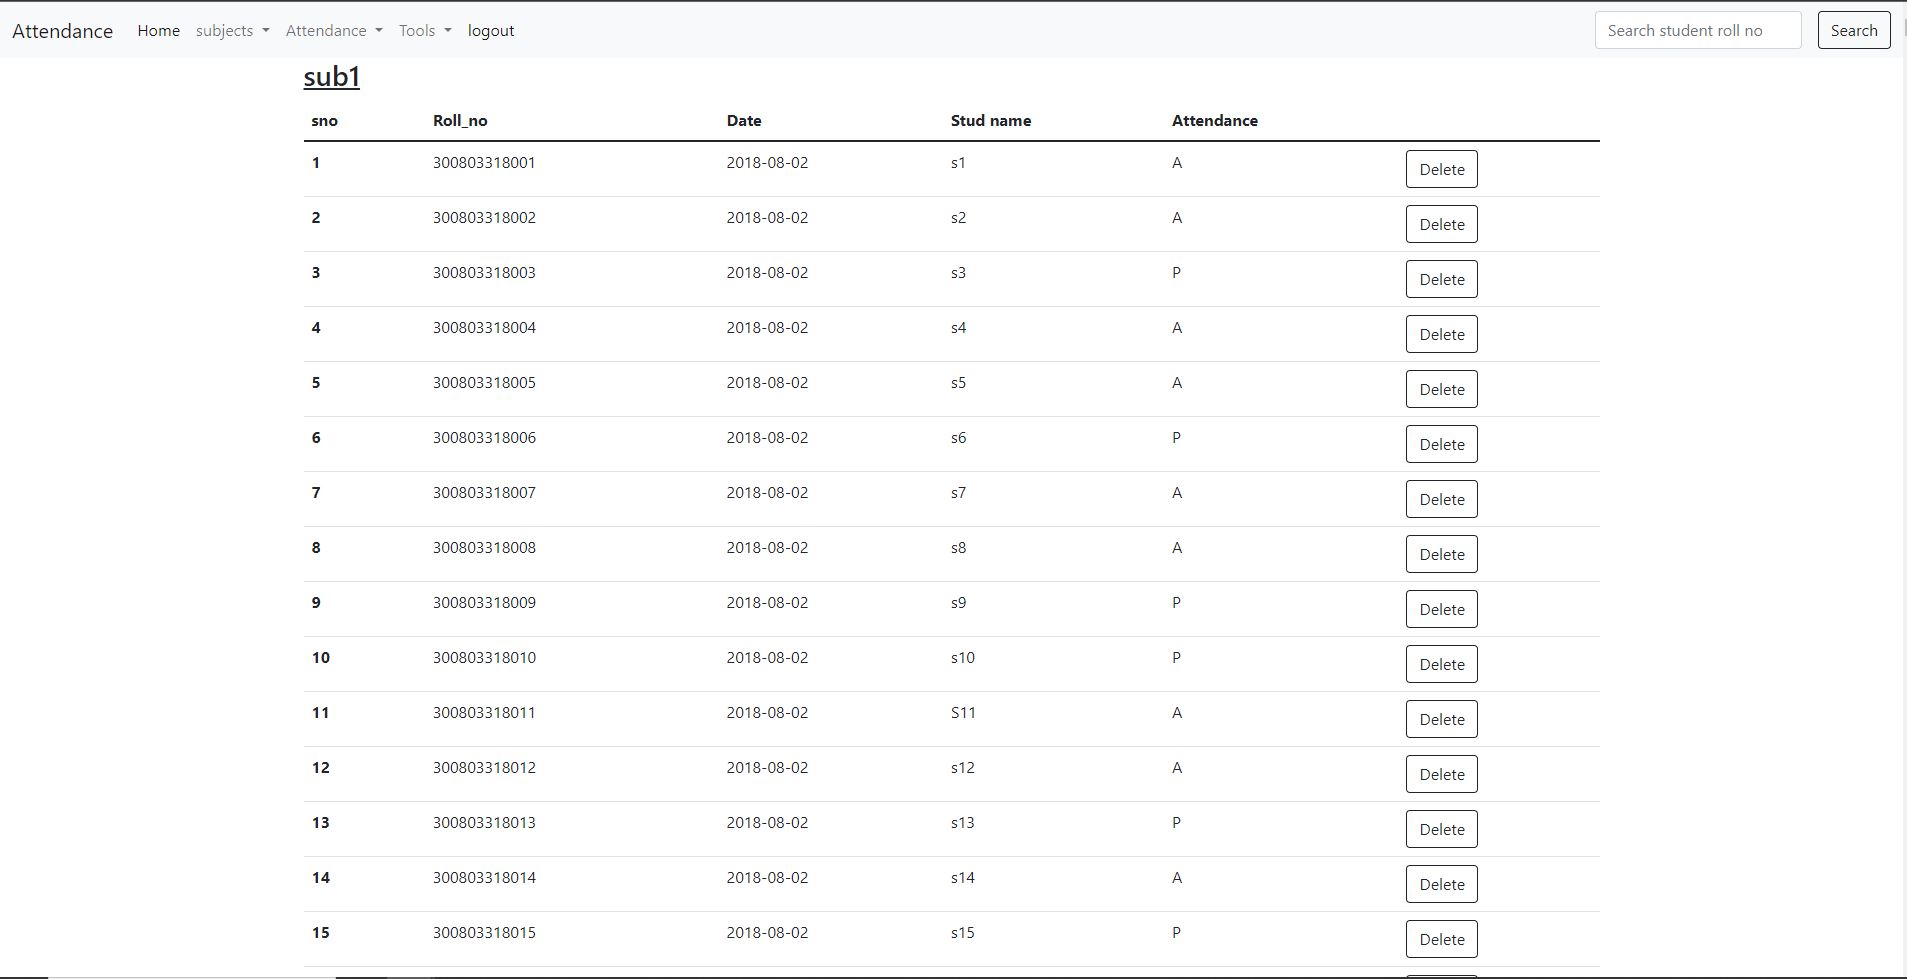 Attendance Home subjects Attendance Tools logout Search student roll no Search
sub1
sno Roll_no Date Stud name Attendance
1 300803318001 2018-08-02 s1 A Delete
2 300803318002 2018-08-02 s2 A Delete
3 300803318003 2018-08-02 s3 P Delete
4 300803318004 2018-08-02 s4 A Delete
5 300803318005 2018-08-02 s5 A Delete
6 300803318006 2018-08-02 s6 P Delete
7 300803318007 2018-08-02 s7 A Delete
8 300803318008 2018-08-02 s8 A Delete
9 300803318009 2018-08-02 s9 P Delete
10 300803318010 2018-08-02 s10 P Delete
11 300803318011 2018-08-02 S11 A Delete
12 300803318012 2018-08-02 s12 A Delete
13 300803318013 2018-08-02 s13 P Delete
14 300803318014 2018-08-02 s14 A Delete
15 300803318015 2018-08-02 s15 P Delete